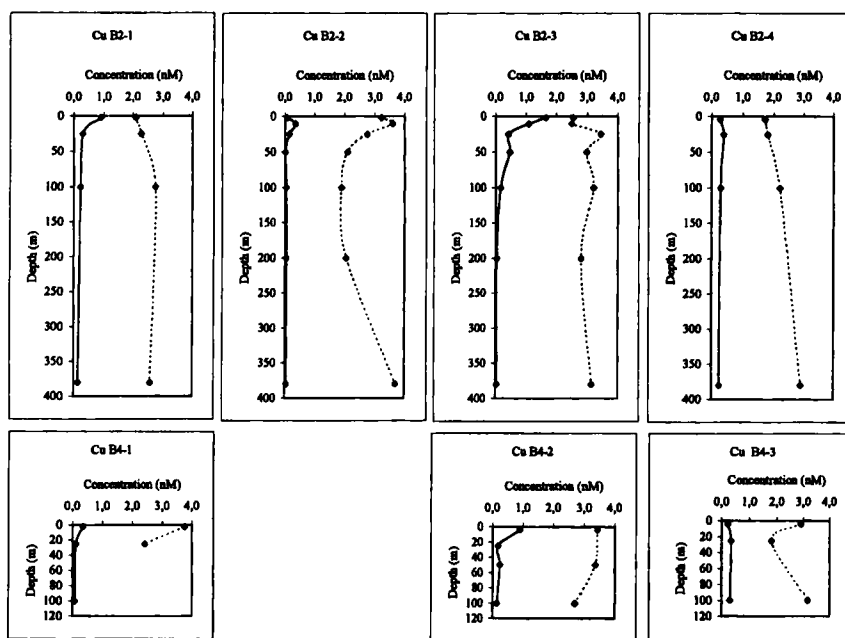 Cu B2-1
Concentration (nM)
0,0 1,0 2,0 3,0 4,0
0
50
100
150
200
250
300
350
400
Depth (m)
Cu B2-2
Concentration (nM)
0,0 1,0 2,0 3,0 4,0
0
50
100
150
200
250
300
350
400
Depth (m)
Cu B2-3
Concentration (nM)
0,0 1,0 2,0 3,0 4,0
0
50
100
150
200
250
300
350
400
Depth (m)
Cu B2-4
Concentration (nM)
0,0 1,0 2,0 3,0 4,0
0
50
100
150
200
250
300
350
400
Depth (m)
Cu B4-1
Concentration (nM)
0,0 1,0 2,0 3,0 4,0
0
20
40
60
80
100
120
Depth (m)
Cu B4-2
Concentration (nM)
0,0 1,0 2,0 3,0 4,0
0
20
40
60
80
100
120
Depth (m)
Cu B4-3
Concentration (nM)
0,0 1,0 2,0 3,0 4,0
0
20
40
60
80
100
120
Depth (m)